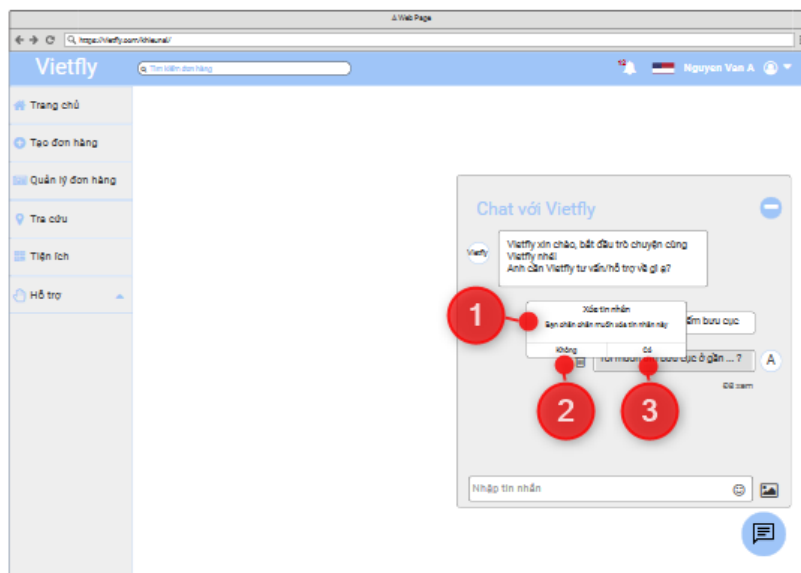 A Web Page
https://vietfly.com/khieunai/
Vietfly
Tìm kiếm đơn hàng
12
Nguyen Van A
Trang chủ
Tạo đơn hàng
Quản lý đơn hàng
Tra cứu
Tiện ích
Hỗ trợ
Chat với Vietfly
Vietfly
Vietfly xin chào, bắt đầu trò chuyện cùng
Vietfly nhé!
Anh cần Vietfly tư vấn/hỗ trợ về gì ạ?
1
Xóa tin nhắn
Bạn chắn chắn muốn xóa tin nhắn này
Không
Có
bưu cục
Tôi muốn bưu cục ở gần ... ?
A
Đã xem
2
3
Nhập tin nhắn